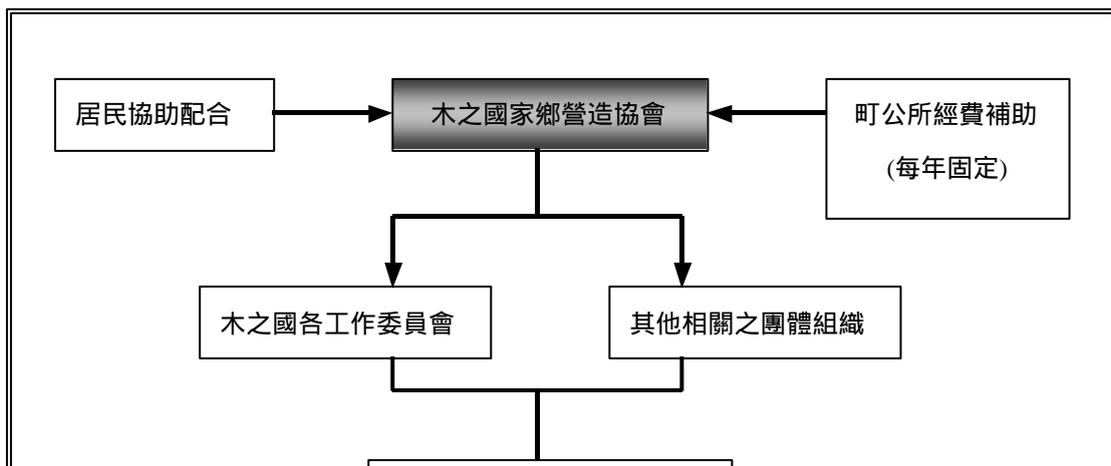 居民協助配合
木之國家鄉營造協會
町公所經費補助
(每年固定)
木之國各工作委員會
其他相關之團體組織